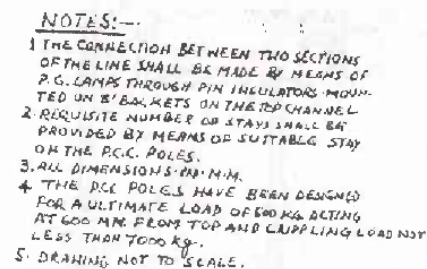 NOTES:-
1 THE CONNECTION BETWEEN TWO SECTIONS
OF THE LINE SHALL BE MADE BY MEANS OF
P.G. CLAMPS THROUGH PIN INSULATORS MOUN-
TED ON 'B' BACKETS ON THE TOP CHANNEL
2. REQUISITE NUMBER OF STAYS SHALL BE
PROVIDED BY MEANS OF SUITABLE STAY
ON THE P.C.C. POLES.
3. ALL DIMENSIONS IN M.M.
4 THE P.C.C POLES HAVE BEEN DESIGNED
FOR A ULTIMATE LOAD OF 500 KG ACTING
AT 600 MM FROM TOP AND CRIPPLING LOAD NOT
LESS THAN 7000 Kg.
5. DRAWING NOT TO SCALE.